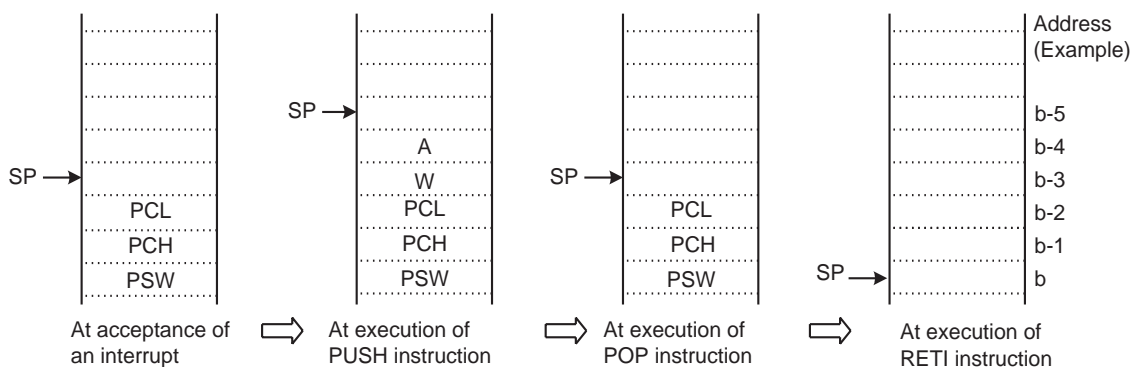 Address
(Example)
SP
b-5
A
b-4
SP
W
SP
b-3
PCL
PCL
PCL
b-2
PCH
PCH
PCH
b-1
PSW
PSW
PSW
SP
b
At acceptance of
an interrupt
At execution of
PUSH instruction
At execution of
POP instruction
At execution of
RETI instruction